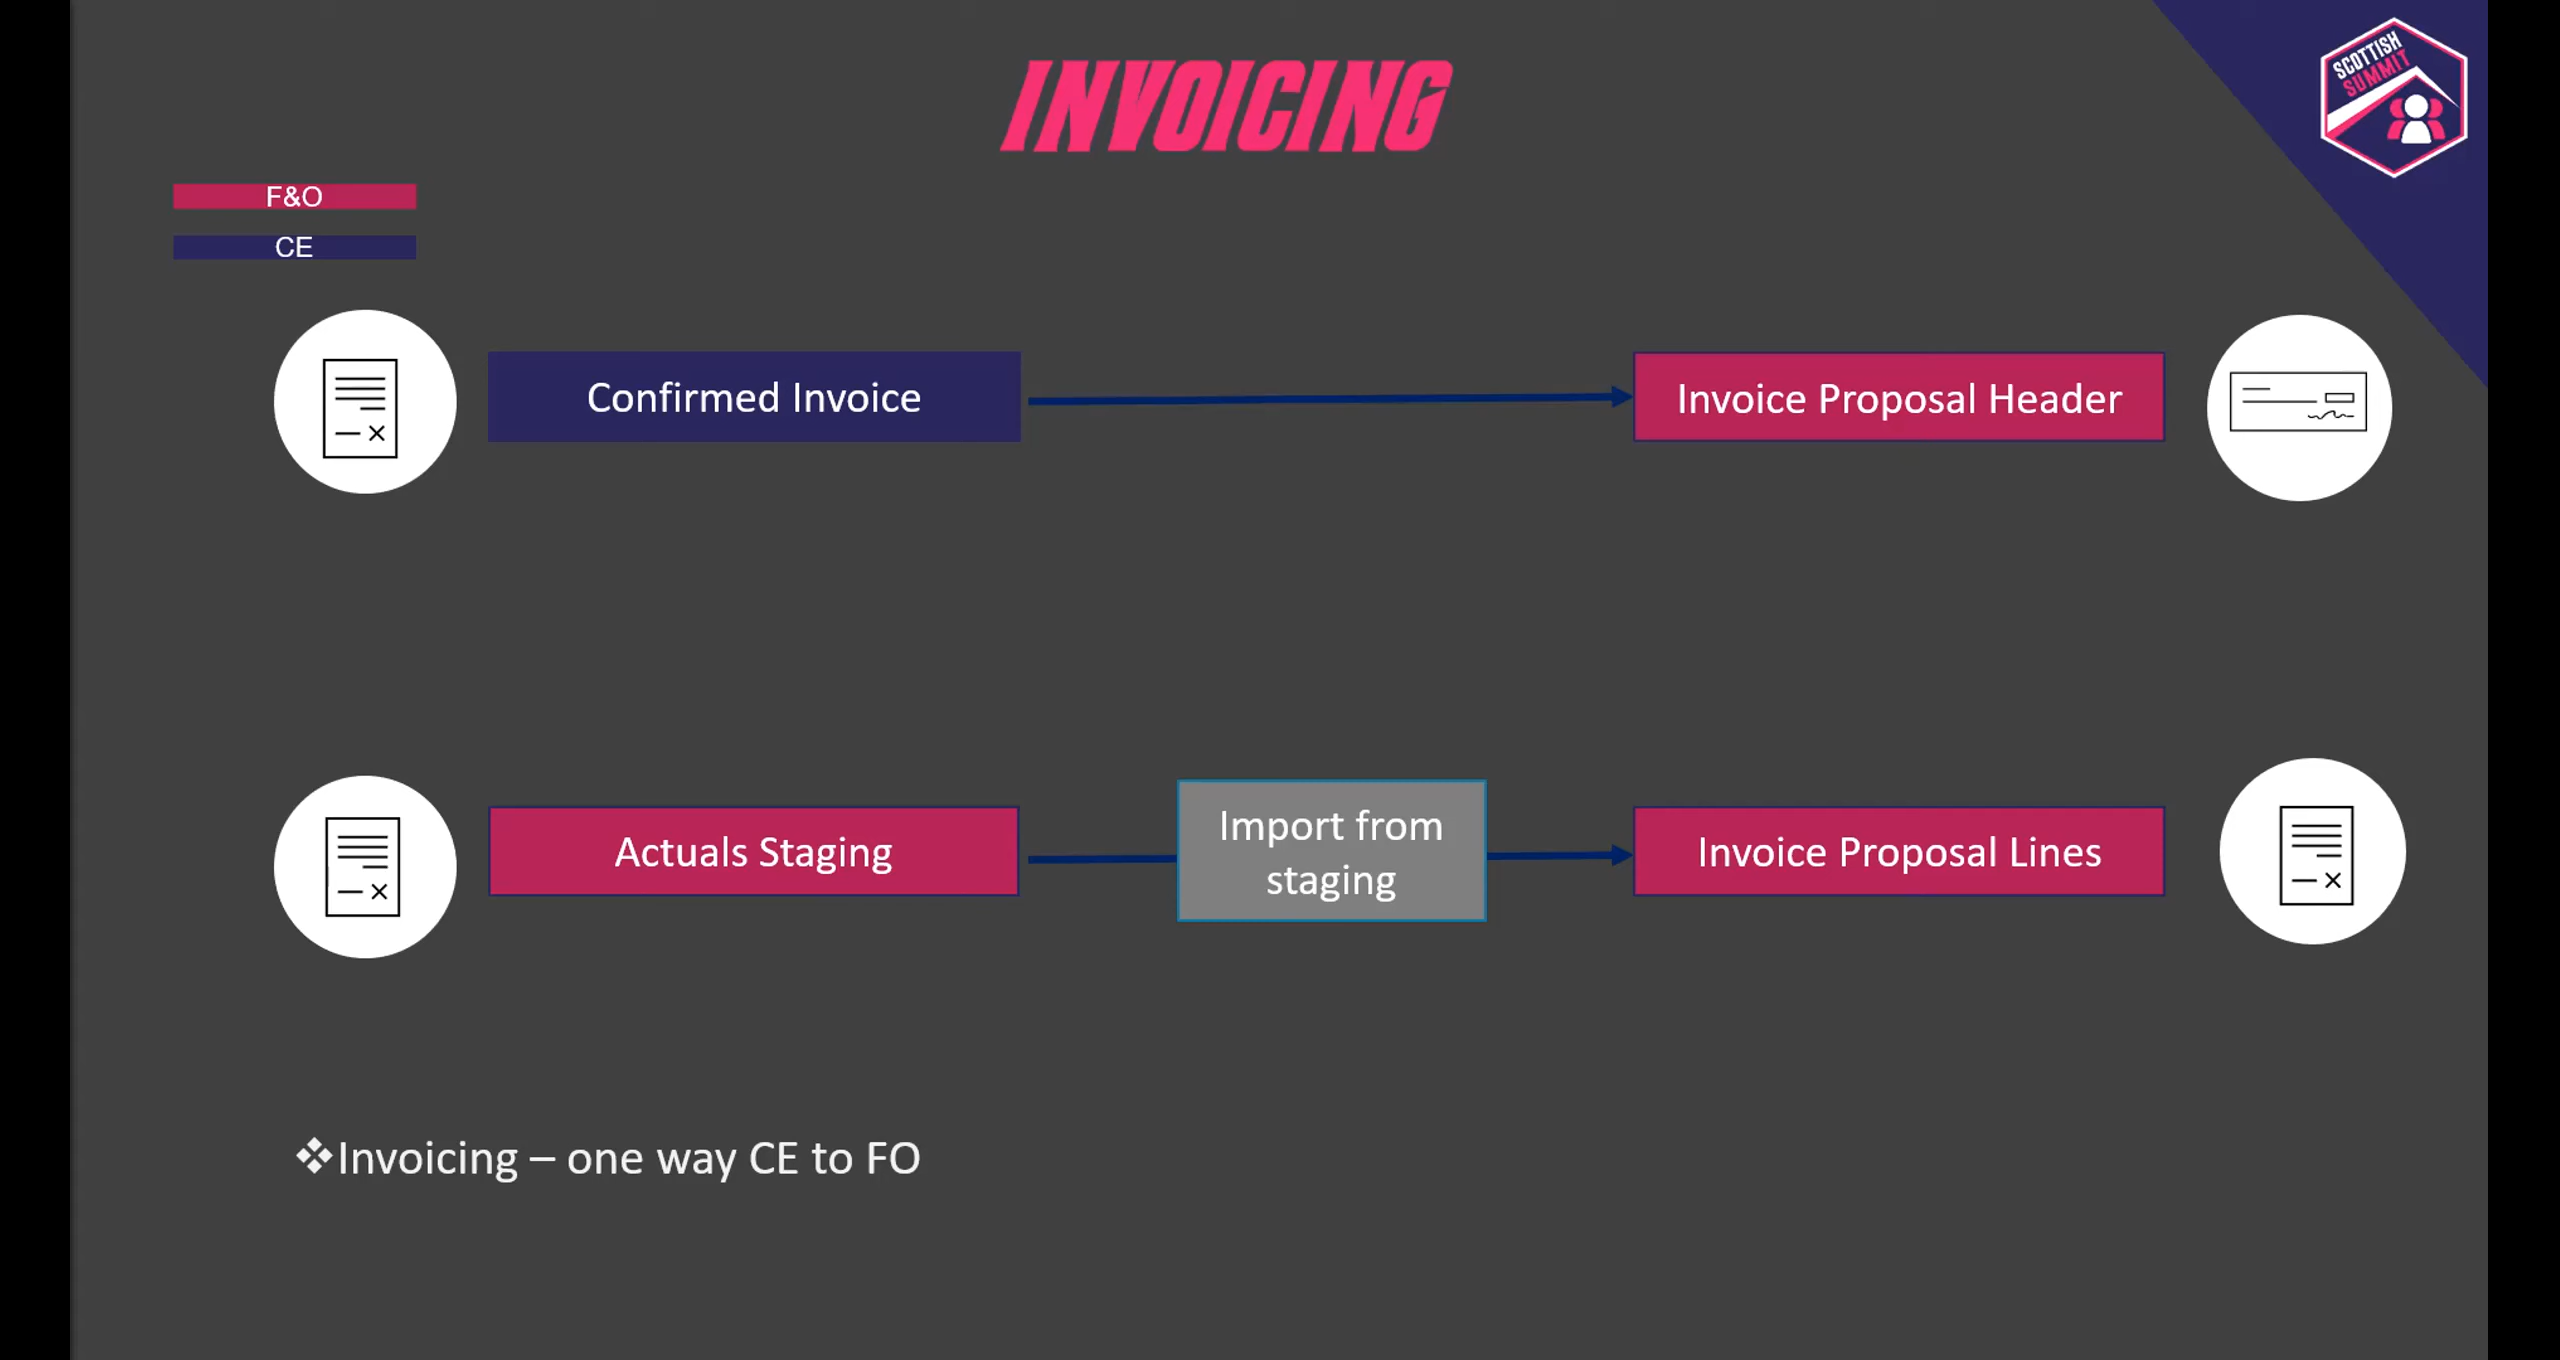 INVOICING
SCOTTISH
SUMMIT
F&O
CE
Confirmed Invoice
Invoice Proposal Header
Actuals Staging
Import from
staging
Invoice Proposal Lines
❖Invoicing – one way CE to FO